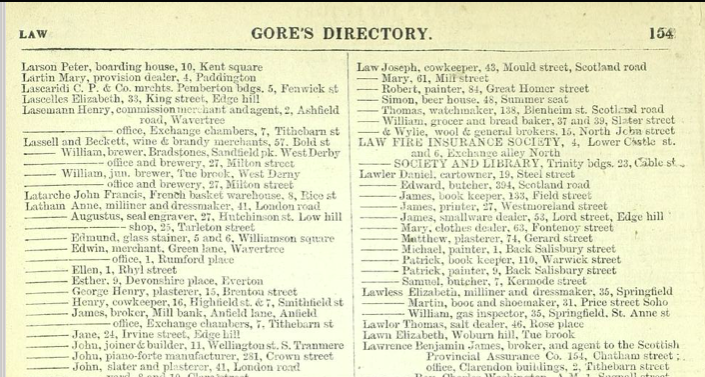 LAW
GORE'S DIRECTORY.
154
Larson Peter, boarding house, 10, Kent square
Lartin Mary, provision dealer, 4, Paddington
Lascaridi C. P. & Co. mrchts. Pemberton bdgs. 5, Fenwick st
Lascelles Elizabeth, 33, King street, Edge hill
Lasemann Henry, commission merchant and agent, 2, Ashfield
road, Wavertree
—— office, Exchange chambers, 7, Tithebarn st
Lassell and Beckett, wine & brandy merchants, 57, Bold st
—— William, brewer, Bradstones, Sandfield pk. West Derby
—— office and brewery, 27, Milton street
—— William, jun. brewer, Tue brook, West Derby
—— office and brewery, 27, Milton street
Latarche John Francis, French basket warehouse, 8, Rice st
Latham Anne, milliner and dressmaker, 41, London road
—— Augustus, seal engraver, 27, Hutchinson st. Low hill
—— shop, 25, Tarleton street
—— Edmund, glass stainer, 5 and 6, Williamson square
—— Edwin, merchant, Green lane, Wavertree
—— office, 1, Rumford place
—— Ellen, 1, Rhyl street
—— Esther, 9, Devonshire place, Everton
—— George Henry, plasterer, 15, Brenton street
—— Henry, cowkeeper, 16, Highfield st. & 7, Smithfield st
—— James, broker, Mill bank, Anfield lane, Anfield
—— office, Exchange chambers, 7, Tithebarn st
—— Jane, 24, Irvine street, Edge hill
—— John, joiner & builder, 11, Wellington st. S. Tranmere
—— John, piano-forte manufacturer, 281, Crown street
—— John, slater and plasterer, 41, London road
Law Joseph, cowkeeper, 43, Mould street, Scotland road
—— Mary, 61, Mill street
—— Robert, painter, 84, Great Homer street
—— Simon, beer house, 48, Summer seat
—— Thomas, watchmaker, 138, Blenheim st. Scotland road
—— William, grocer and bread baker, 37 and 39, Slater street
—— & Wylie, wool & general brokers, 15, North John street
LAW FIRE INSURANCE SOCIETY, 4, Lower Castle st.
and 6, Exchange alley North
—— SOCIETY AND LIBRARY, Trinity bdgs. 23, Cable st.
Lawler Daniel, cartowner, 19, Steel street
—— Edward, butcher, 394, Scotland road
—— James, book keeper, 133, Field street
—— James, printer, 27, Westmoreland street
—— James, smallware dealer, 53, Lord street, Edge hill
—— Mary, clothes dealer, 63, Fontenoy street
—— Matthew, plasterer, 74, Gerard street
—— Michael, painter, 1, Back Salisbury street
—— Patrick, book keeper, 110, Warwick street
—— Patrick, painter, 9, Back Salisbury street
—— Samuel, butcher, 7, Kermode street
Lawless Elizabeth, milliner and dressmaker, 35, Springfield
—— Martin, boot and shoemaker, 31, Price street Soho
—— William, gas inspector, 35, Springfield, St. Anne st
Lawlor Thomas, salt dealer, 46, Rose place
Lawn Elizabeth, Woburn hill, Tue brook
Lawrence Benjamin James, broker, and agent to the Scottish
Provincial Assurance Co. 154, Chatham street;
office, Clarendon buildings, 2, Tithebarn street